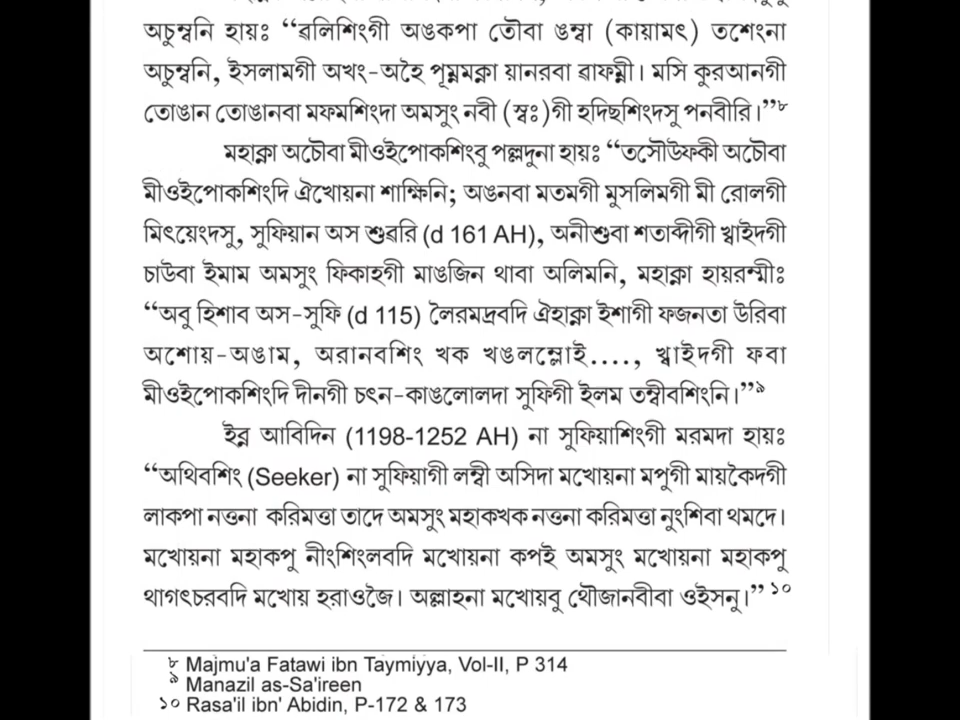 অচুম্বনি হায়ঃ “ৱলিশিংগী অঙকপা তৌবা ঙম্বা (কায়ামৎ) তশেংনা
অচুম্বনি, ইসলামগী অখং-অহৈ পুম্নমক্না য়ানরবা ৱাফম্নী। মসি কুরআনগী
তোঙান তোঙানবা মফমশিংদা অমসুং নবী (স্বঃ)গী হদিছশিংদসু পনবীরি।”৮
মহাক্না অচৌবা মীওইপোকশিংবু পল্লদুনা হায়ঃ “তসৌউফকী অচৌবা
মীওইপোকশিংদি ঐখোয়না শাক্ষিনি; অঙনবা মতমগী মুসলিমগী মী রোলগী
মিৎয়েংদসু, সুফিয়ান অস শুৱরি (d 161 AH), অনীশুবা শতাব্দীগী খ্বাইদগী
চাউবা ইমাম অমসুং ফিকাহগী মাঙজিন থাবা অলিমনি, মহাক্না হায়রম্মীঃ
“অবু হিশাব অস-সুফি (d 115) লৈরমদ্রবদি ঐহাক্না ইশাগী ফজনতা উরিবা
অশোয়-অঙাম, অরানবশিং খক খঙলম্লোই...., খ্বাইদগী ফবা
মীওইপোকশিংদি দীনগী চৎন-কাঙলোলদা সুফিগী ইলম তম্বীবশিংনি।”৯
ইব্ন আবিদিন (1198-1252 AH) না সুফিয়াশিংগী মরমদা হায়ঃ
“অথিবশিং (Seeker) না সুফিয়াগী লম্বী অসিদা মখোয়না মপুগী মায়কৈদগী
লাকপা নত্তনা করিমত্তা তাদে অমসুং মহাকখক নত্তনা করিমত্তা নুংশিবা থমদে।
মখোয়না মহাকপু নীংশিংলবদি মখোয়না কপই অমসুং মখোয়না মহাকপু
থাগৎচরবদি মখোয় হরাওজৈ। অল্লাহনা মখোয়বু থৌজানবীবা ওইসনু।” ১০
৮ Majmu'a Fatawi ibn Taymiyya, Vol-II, P 314
৯ Manazil as-Sa'ireen
১০ Rasa'il ibn' Abidin, P-172 & 173